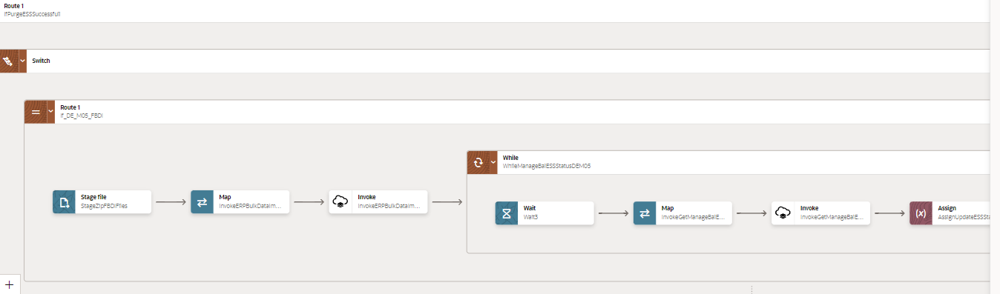 Route 1
IfPurgeESSSuccessfull
Switch
Route 1
If_DE_M05_FBDI
While
WhileManageBalESSStatusDEM05
Stage file
StageZipFBDIFiles
Map
InvokeERPBulkDataIm...
Invoke
InvokeERPBulkDataIm...
Wait
Wait3
Map
InvokeGetManageBalE...
Invoke
InvokeGetManageBalE...
(x)
Assign
AssignUpdateESSSta